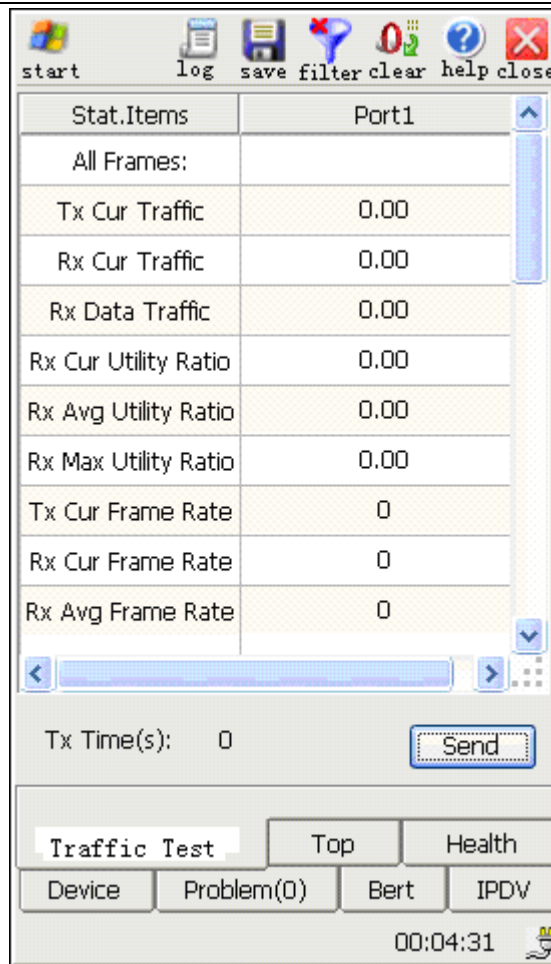 start log save filter clear help close
Stat.Items Port1
All Frames:
Tx Cur Traffic 0.00
Rx Cur Traffic 0.00
Rx Data Traffic 0.00
Rx Cur Utility Ratio 0.00
Rx Avg Utility Ratio 0.00
Rx Max Utility Ratio 0.00
Tx Cur Frame Rate 0
Rx Cur Frame Rate 0
Rx Avg Frame Rate 0
Tx Time(s): 0 Send
Traffic Test Top Health
Device Problem(0) Bert IPDV
00:04:31